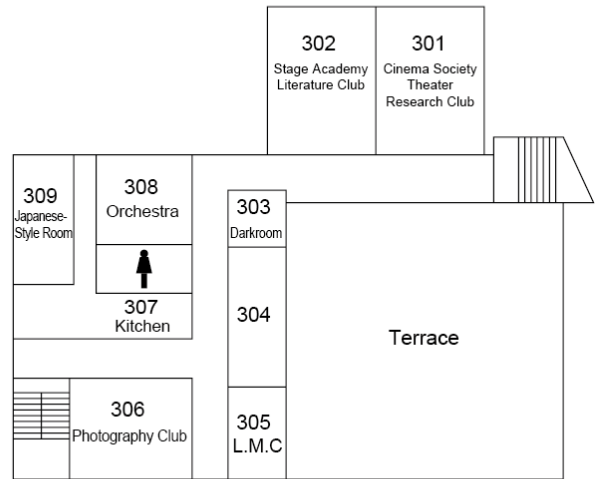 302
Stage Academy
Literature Club
301
Cinema Society
Theater
Research Club
309
Japanese-
Style Room
308
Orchestra
303
Darkroom
307
Kitchen
304
Terrace
306
Photography Club
305
L.M.C